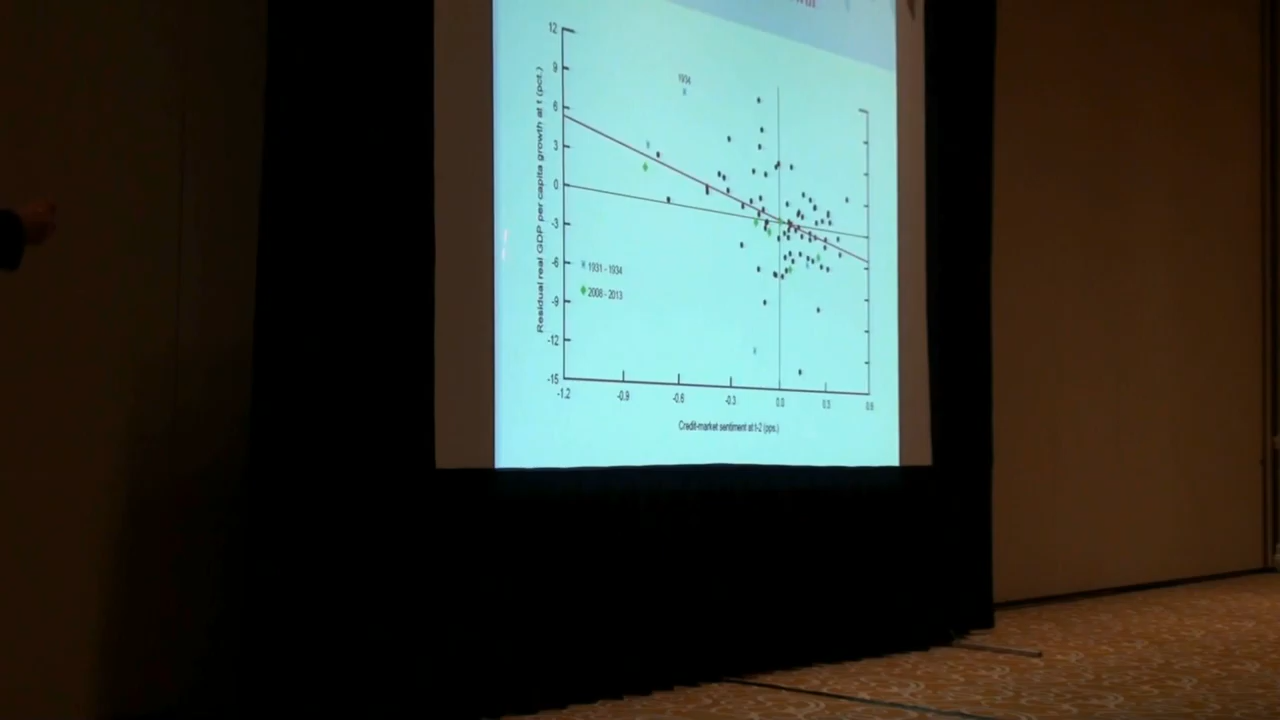 12
9
1934
6
3
0
-3
-6
-9
-12
-15
Residual real GDP per capita growth at t (pct.)
1931 - 1934
2008 - 2013
-1.2 -0.9 -0.6 -0.3 0.0 0.3 0.6
Credit-market sentiment at t-2 (pps.)